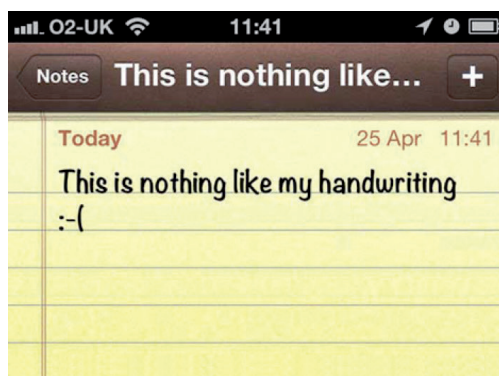 O2-UK 11:41
Notes This is nothing like... +
Today 25 Apr 11:41
This is nothing like my handwriting
:-(